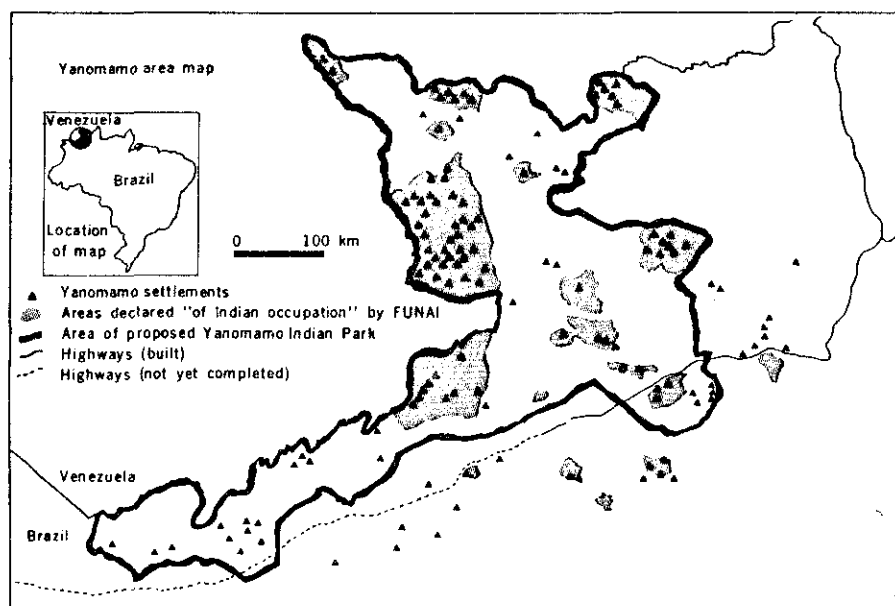 Yanomamo area map
Venezuela
Brazil
Location
of map
0 100 km
Yanomamo settlements
Areas declared "of Indian occupation" by FUNAI
Area of proposed Yanomamo Indian Park
Highways (built)
Highways (not yet completed)
Venezuela
Brazil